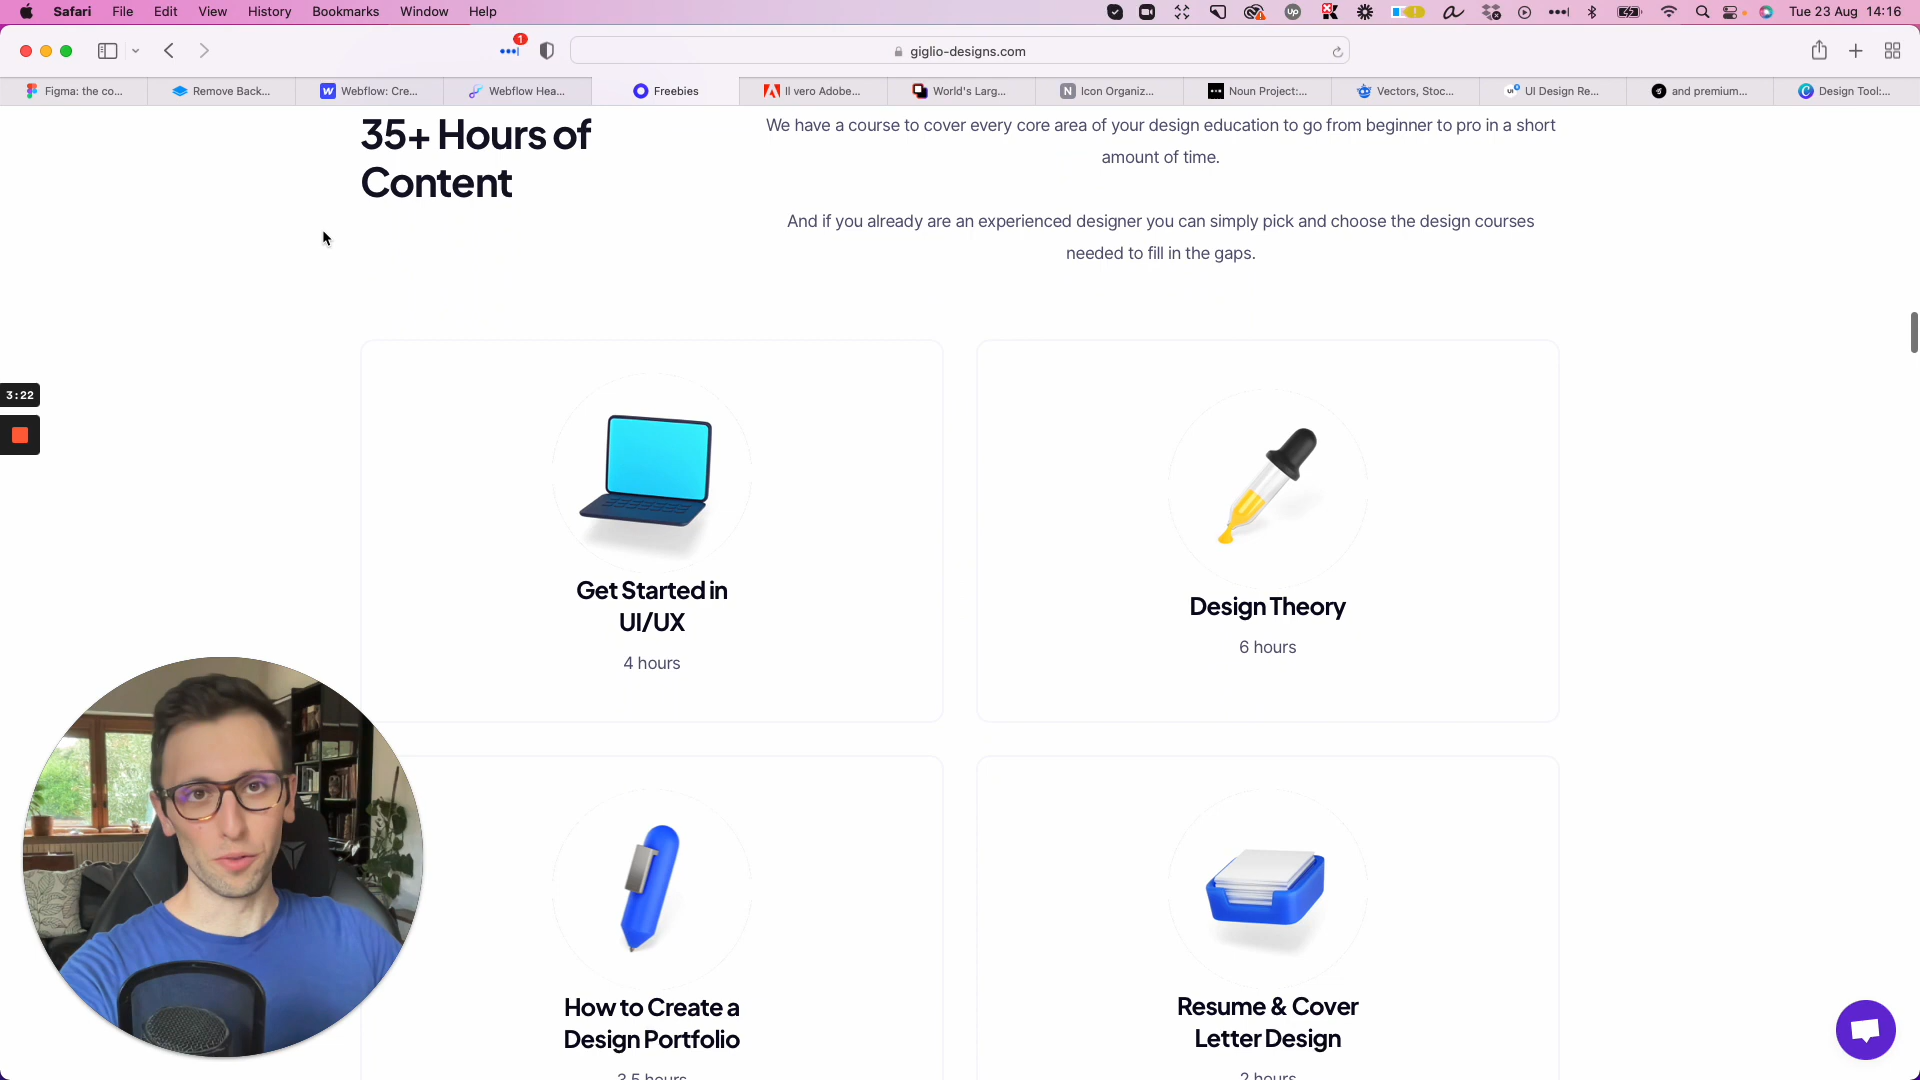 Safari File Edit View History Bookmarks Window Help
Tue 23 Aug 14:16
1
giglio-designs.com
Figma: the co...
Remove Back...
Webflow: Cre...
Webflow Hea...
Freebies
Il vero Adobe...
World's Larg...
Icon Organiz...
Noun Project:...
Vectors, Stoc...
UI Design Re...
and premium...
Design Tool:...
35+ Hours of
Content
We have a course to cover every core area of your design education to go from beginner to pro in a short
amount of time.
And if you already are an experienced designer you can simply pick and choose the design courses
needed to fill in the gaps.
3:22
Get Started in
UI/UX
4 hours
Design Theory
6 hours
How to Create a
Design Portfolio
3.5 hours
Resume & Cover
Letter Design
2 hours